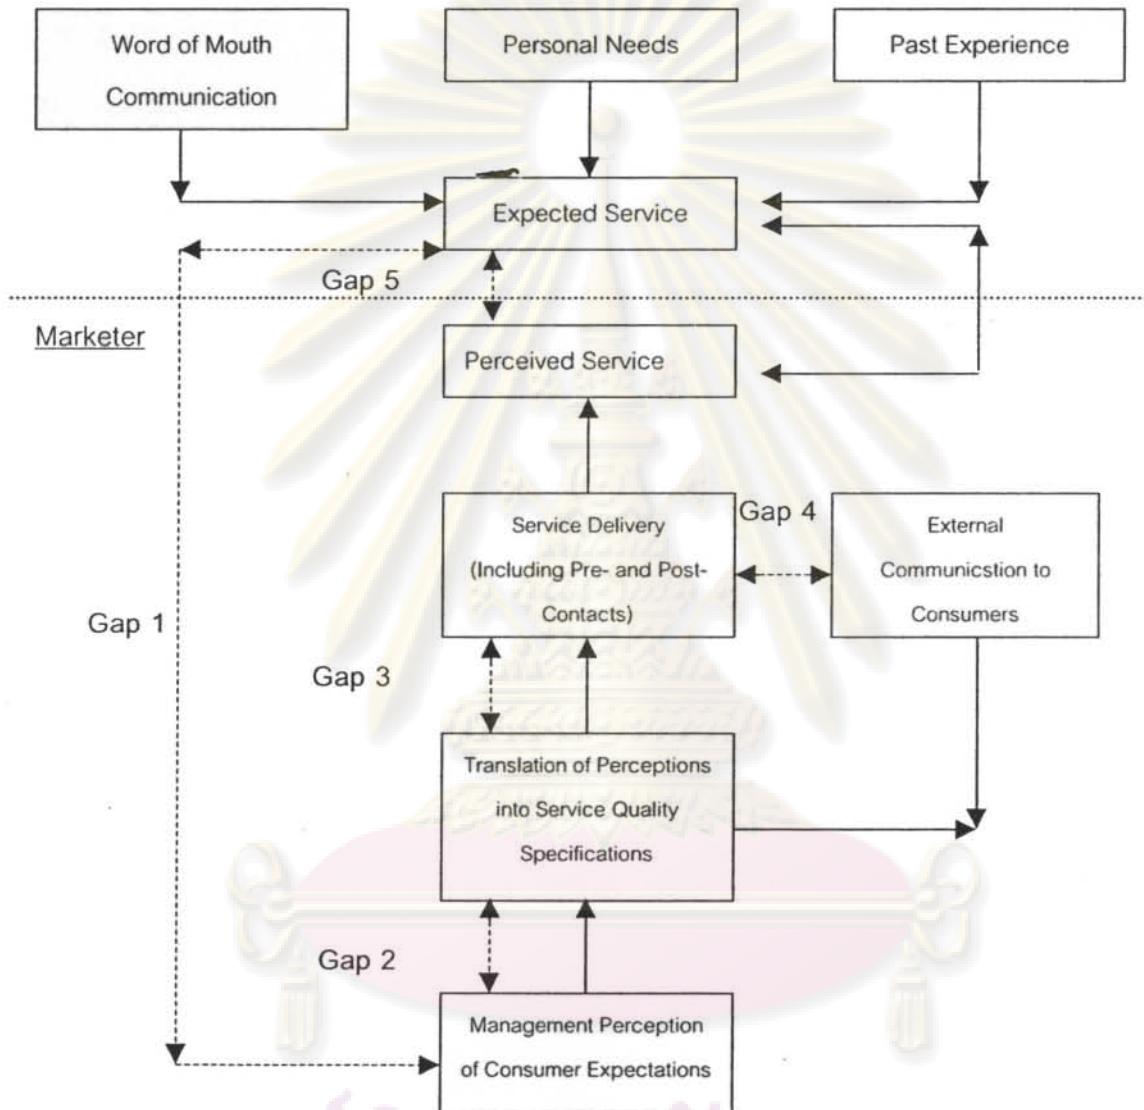 Word of Mouth
Communication
Personal Needs
Past Experience
Expected Service
Gap 5
Marketer
Perceived Service
Service Delivery
(Including Pre- and Post-
Contacts)
Gap 4
External
Communicstion to
Consumers
Gap 1
Gap 3
Translation of Perceptions
into Service Quality
Specifications
Gap 2
Management Perception
of Consumer Expectations